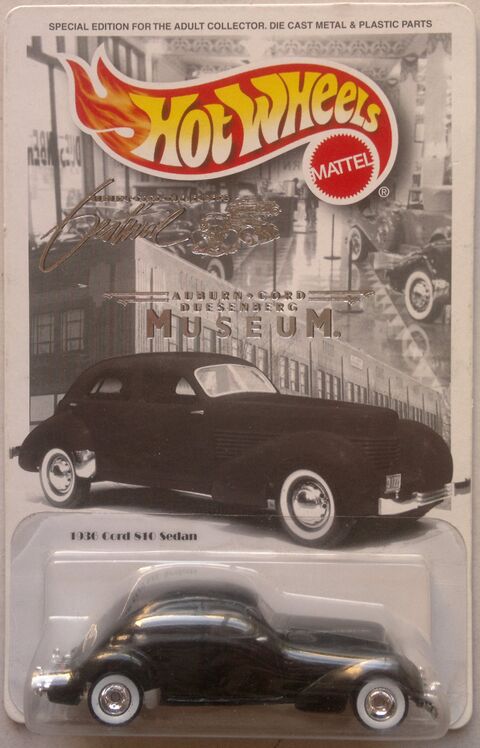 SPECIAL EDITION FOR THE ADULT COLLECTOR. DIE CAST METAL & PLASTIC PARTS
HOT WHEELS
MATTEL
®
Festival
AUBURN • CORD
DUESENBERG
MUSEUM®
1936 Cord 810 Sedan